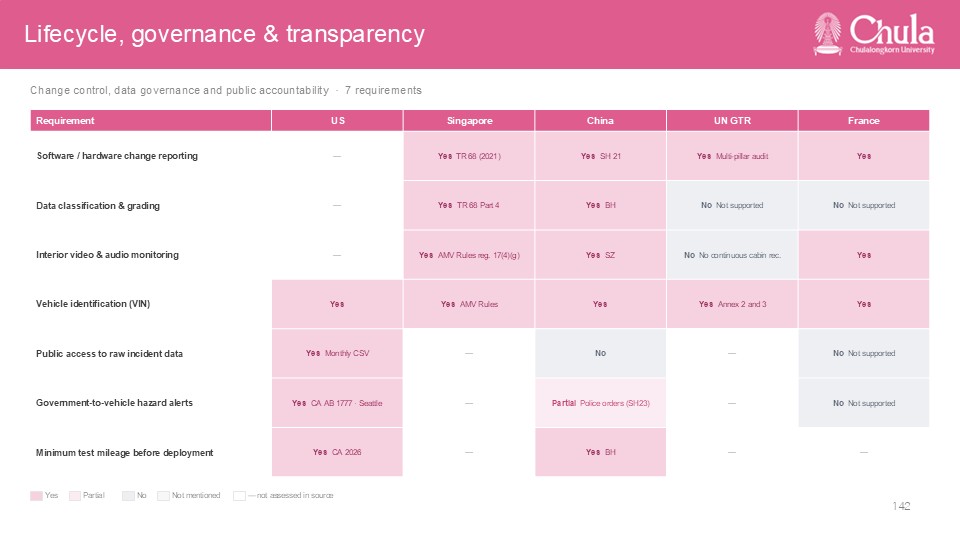 Lifecycle, governance & transparency
Chula
Chulalongkorn University
Change control, data governance and public accountability · 7 requirements
Requirement US Singapore China UN GTR France
Software / hardware change reporting — Yes TR 68 (2021) Yes SH 21 Yes Multi-pillar audit Yes
Data classification & grading — Yes TR 68 Part 4 Yes BH No Not supported No Not supported
Interior video & audio monitoring — Yes AMV Rules reg. 17(4)(g) Yes SZ No No continuous cabin rec. Yes
Vehicle identification (VIN) Yes Yes AMV Rules Yes Yes Annex 2 and 3 Yes
Public access to raw incident data Yes Monthly CSV — No — No Not supported
Government-to-vehicle hazard alerts Yes CA AB 1777 · Seattle — Partial Police orders (SH23) — No Not supported
Minimum test mileage before deployment Yes CA 2026 — Yes BH — —
Yes Partial No Not mentioned — not assessed in source
142